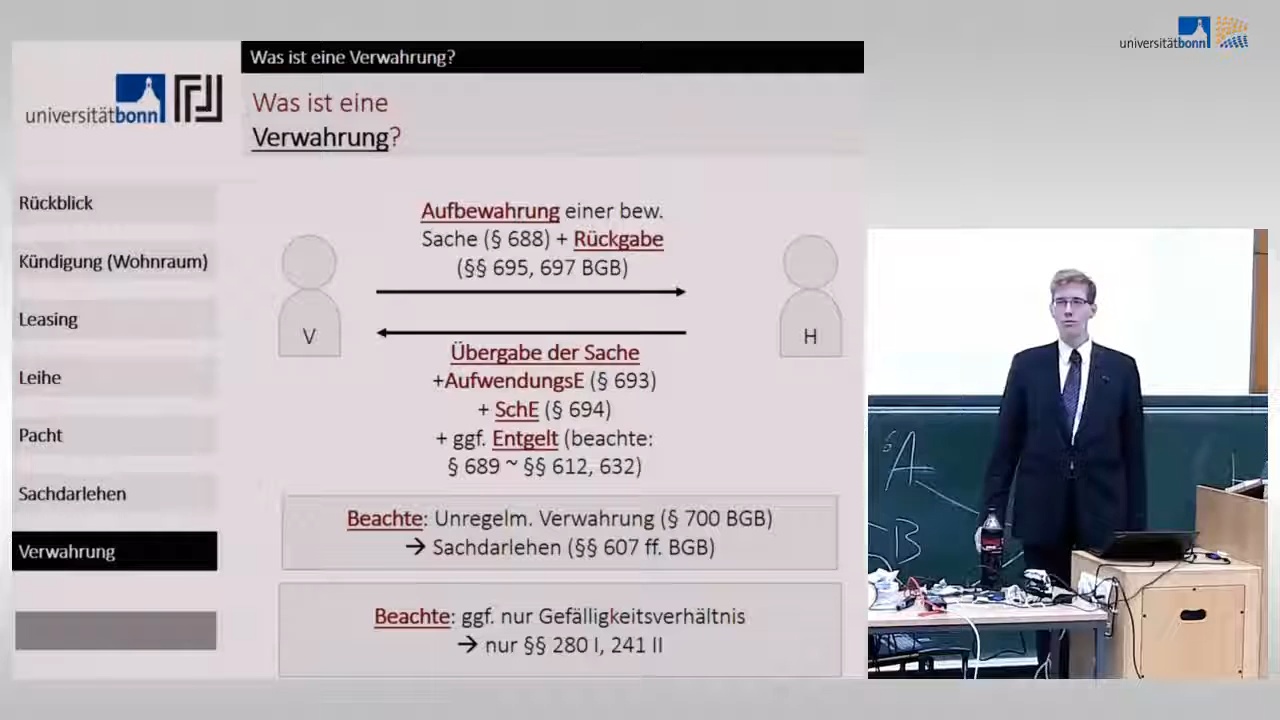 universitätbonn
Was ist eine Verwahrung?
universitätbonn
Was ist eine
Verwahrung?
Rückblick
Kündigung (Wohnraum)
Leasing
Leihe
Pacht
Sachdarlehen
Verwahrung
Aufbewahrung einer bew.
Sache (§ 688) + Rückgabe
(§§ 695, 697 BGB)
V
H
Übergabe der Sache
+AufwendungsE (§ 693)
+ SchE (§ 694)
+ ggf. Entgelt (beachte:
§ 689 ~ §§ 612, 632)
Beachte: Unregelm. Verwahrung (§ 700 BGB)
→ Sachdarlehen (§§ 607 ff. BGB)
Beachte: ggf. nur Gefälligkeitsverhältnis
→ nur §§ 280 I, 241 II
A
B